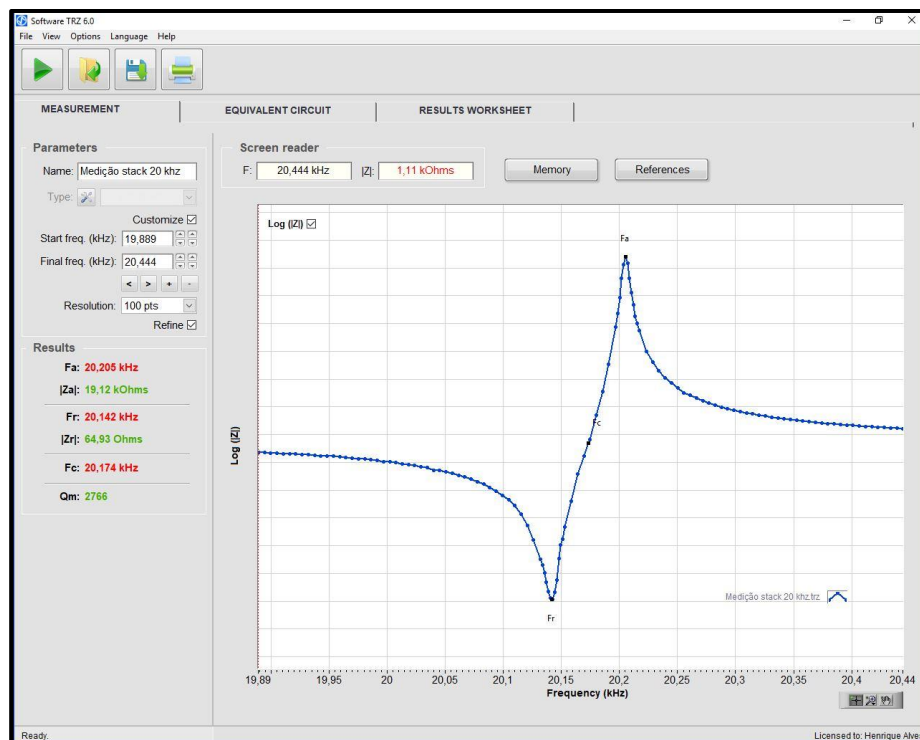 Software TRZ 6.0
File View Options Language Help
MEASUREMENT EQUIVALENT CIRCUIT RESULTS WORKSHEET
Parameters
Name: Medição stack 20 khz
Type:
Customize
Start freq. (kHz): 19,889
Final freq. (kHz): 20,444
< > + -
Resolution: 100 pts
Refine
Results
Fa: 20,205 kHz
|Za|: 19,12 kOhms
Fr: 20,142 kHz
|Zr|: 64,93 Ohms
Fc: 20,174 kHz
Qm: 2766
Screen reader
F: 20,444 kHz |Z|: 1,11 kOhms
Memory References
Log (|Z|)
Fa
Fc
Log (|Z|)
Medição stack 20 khz.trz
Fr
19,89 19,95 20 20,05 20,1 20,15 20,2 20,25 20,3 20,35 20,4 20,44
Frequency (kHz)
Ready. Licensed to: Henrique Alve